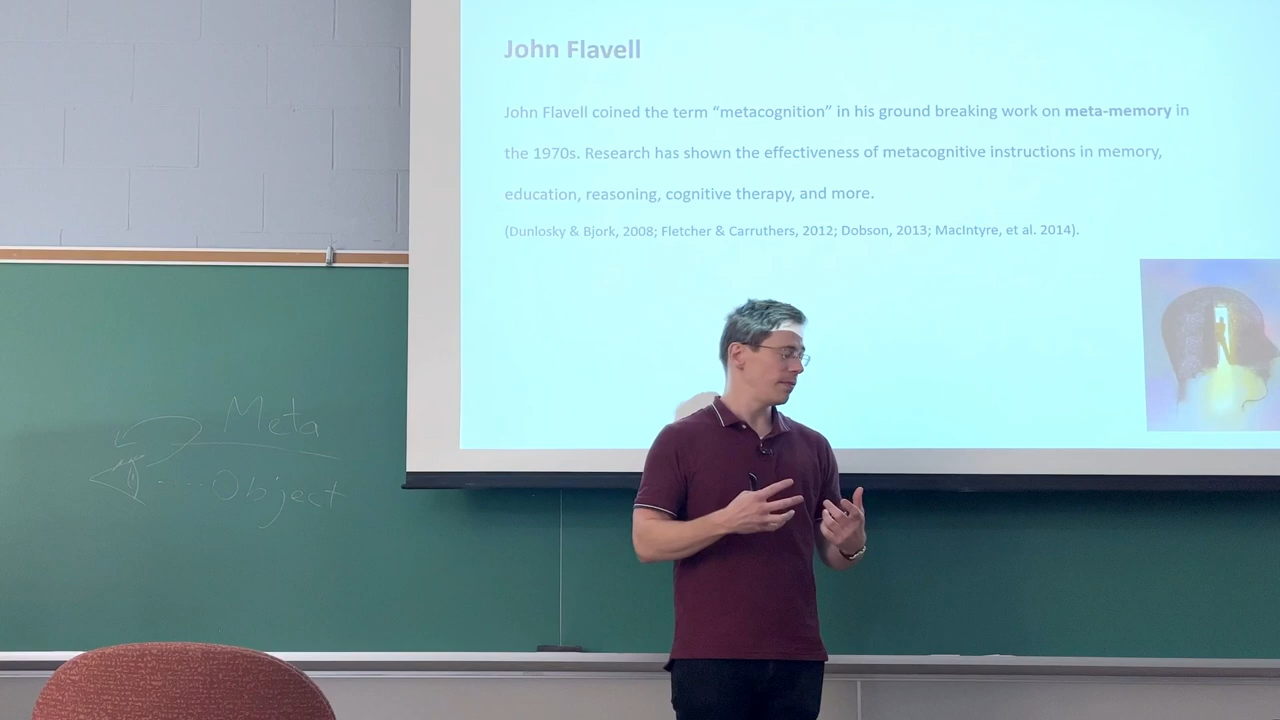 John Flavell
John Flavell coined the term “metacognition” in his ground breaking work on meta-memory in
the 1970s. Research has shown the effectiveness of metacognitive instructions in memory,
education, reasoning, cognitive therapy, and more.
(Dunlosky & Bjork, 2008; Fletcher & Carruthers, 2012; Dobson, 2013; MacIntyre, et al. 2014).
Meta
Object